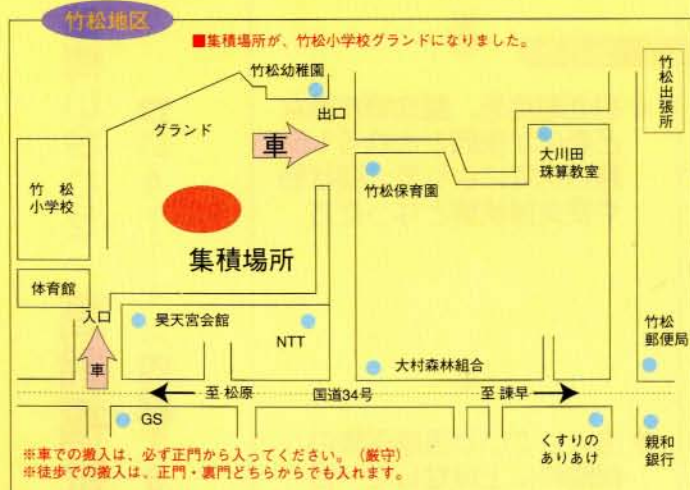 竹松地区
■集積場所が、竹松小学校グランドになりました。
竹松幼稚園
竹松出張所
グランド
出口
車
大川田
珠算教室
竹松保育園
竹松
小学校
集積場所
体育館
入口
昊天宮会館
NTT
竹松
郵便局
大村森林組合
車
至 松原
国道34号
至 諫早
GS
くすりの
ありあけ
親和
銀行
※車での搬入は、必ず正門から入ってください。(厳守)
※徒歩での搬入は、正門・裏門どちらからでも入れます。